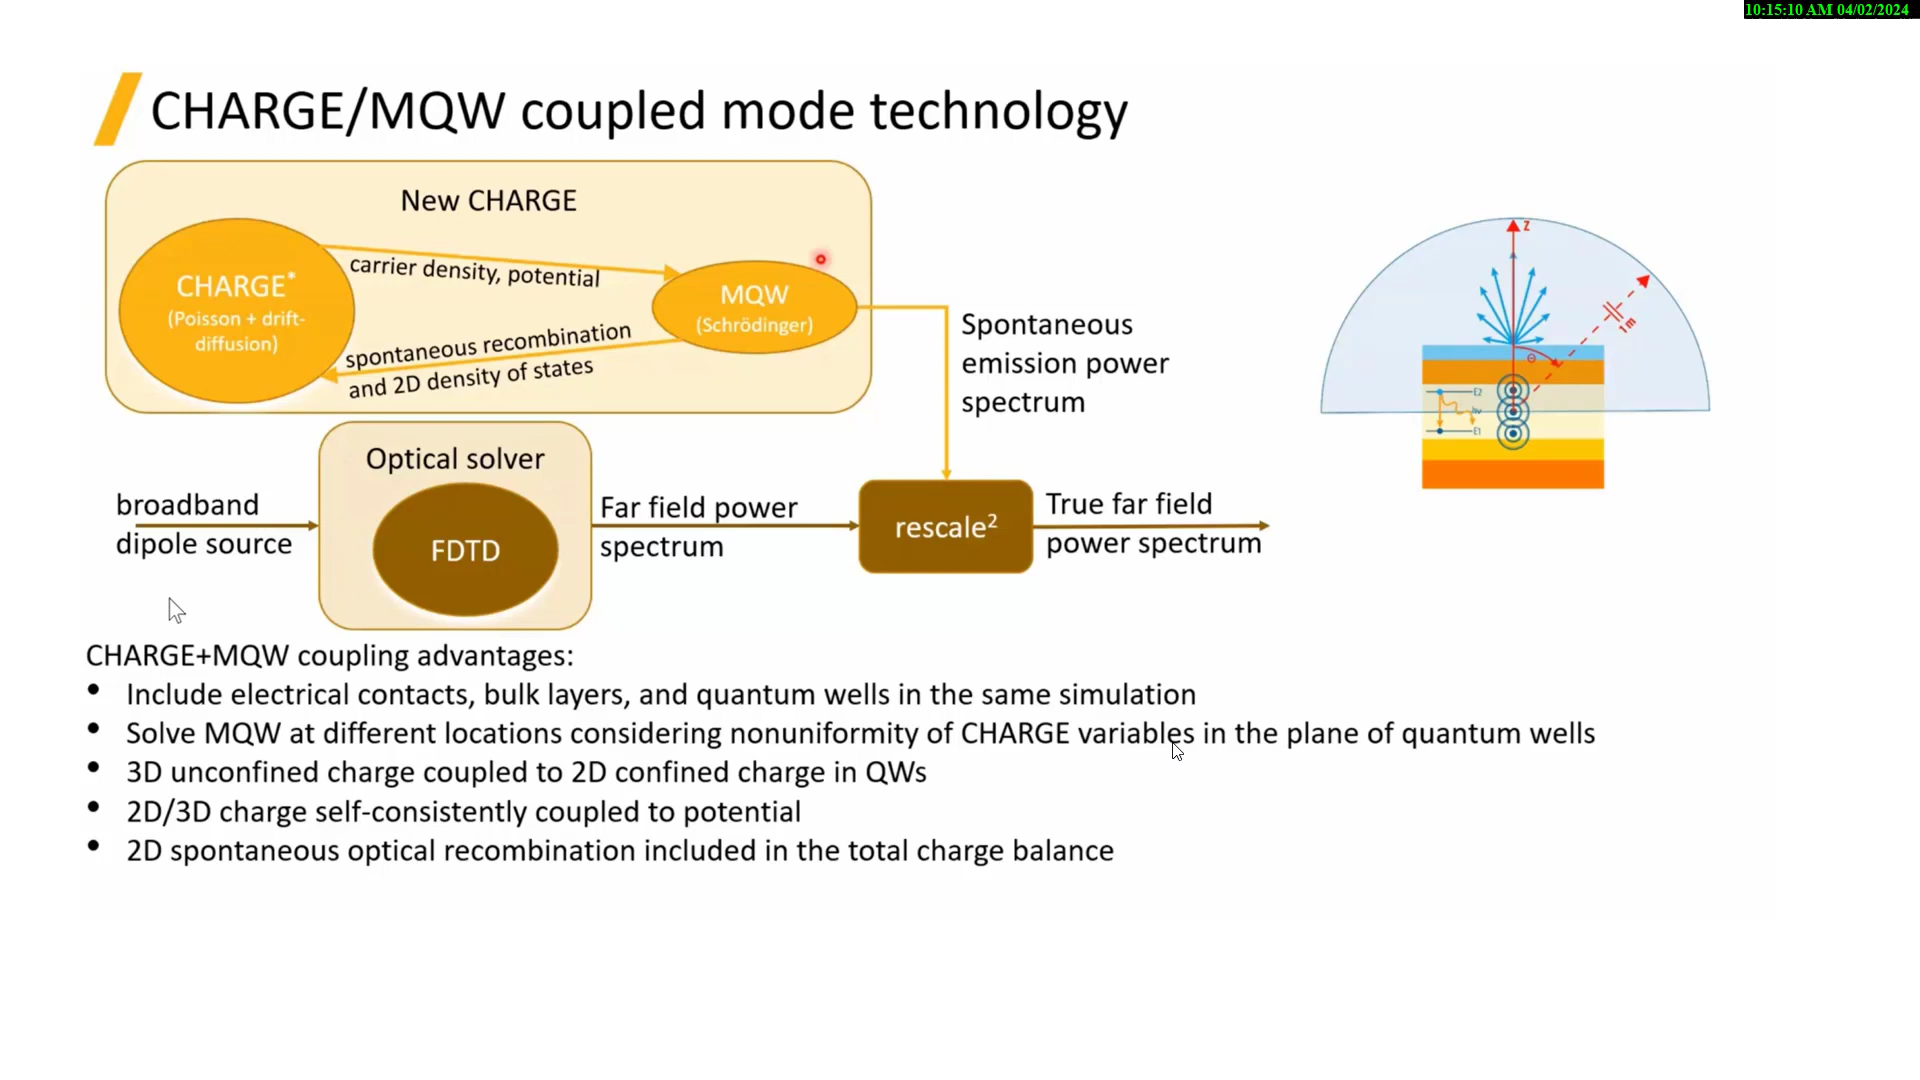 10:15:10 AM 04/02/2024
CHARGE/MQW coupled mode technology
New CHARGE
CHARGE*
(Poisson + drift-
diffusion)
carrier density, potential
spontaneous recombination
and 2D density of states
MQW
(Schrödinger)
Spontaneous
emission power
spectrum
Optical solver
broadband
dipole source
FDTD
Far field power
spectrum
rescale²
True far field
power spectrum
Z
1m
Θ
E2
hν
E1
CHARGE+MQW coupling advantages:
• Include electrical contacts, bulk layers, and quantum wells in the same simulation
• Solve MQW at different locations considering nonuniformity of CHARGE variables in the plane of quantum wells
• 3D unconfined charge coupled to 2D confined charge in QWs
• 2D/3D charge self-consistently coupled to potential
• 2D spontaneous optical recombination included in the total charge balance